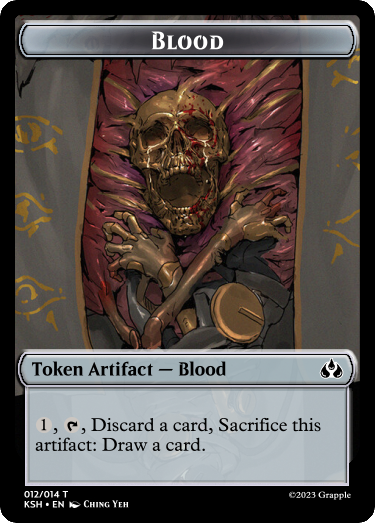 Blood
Token Artifact — Blood
1, , Discard a card, Sacrifice this
artifact: Draw a card.
012/014 T
KSH • EN Ching Yeh
©2023 Grapple